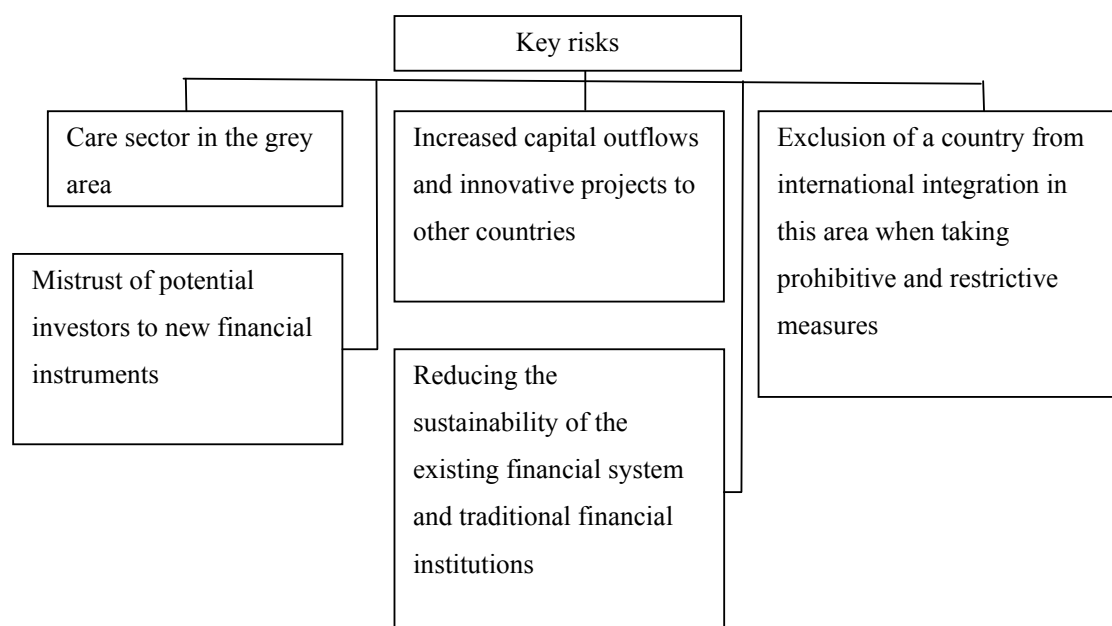 Key risks
Care sector in the grey
area
Increased capital outflows
and innovative projects to
other countries
Exclusion of a country from
international integration in
this area when taking
prohibitive and restrictive
measures
Mistrust of potential
investors to new financial
instruments
Reducing the
sustainability of the
existing financial system
and traditional financial
institutions